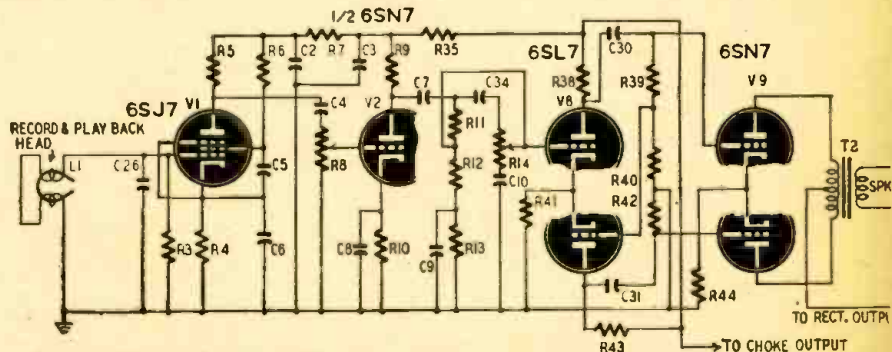 1/2 6SN7
R5
R6
C2
R7
C3
R9
R35
6SL7
C30
6SN7
R38
R39
V8
V9
6SJ7
V1
C4
V2
C7
C34
RECORD & PLAY BACK
HEAD
L1
C26
R8
R11
R12
R14
C10
C5
R40
R42
R41
T2
SPK
R3
R4
C6
C8
R10
C9
R13
C31
R44
R43
TO RECT. OUTPU
TO CHOKE OUTPUT